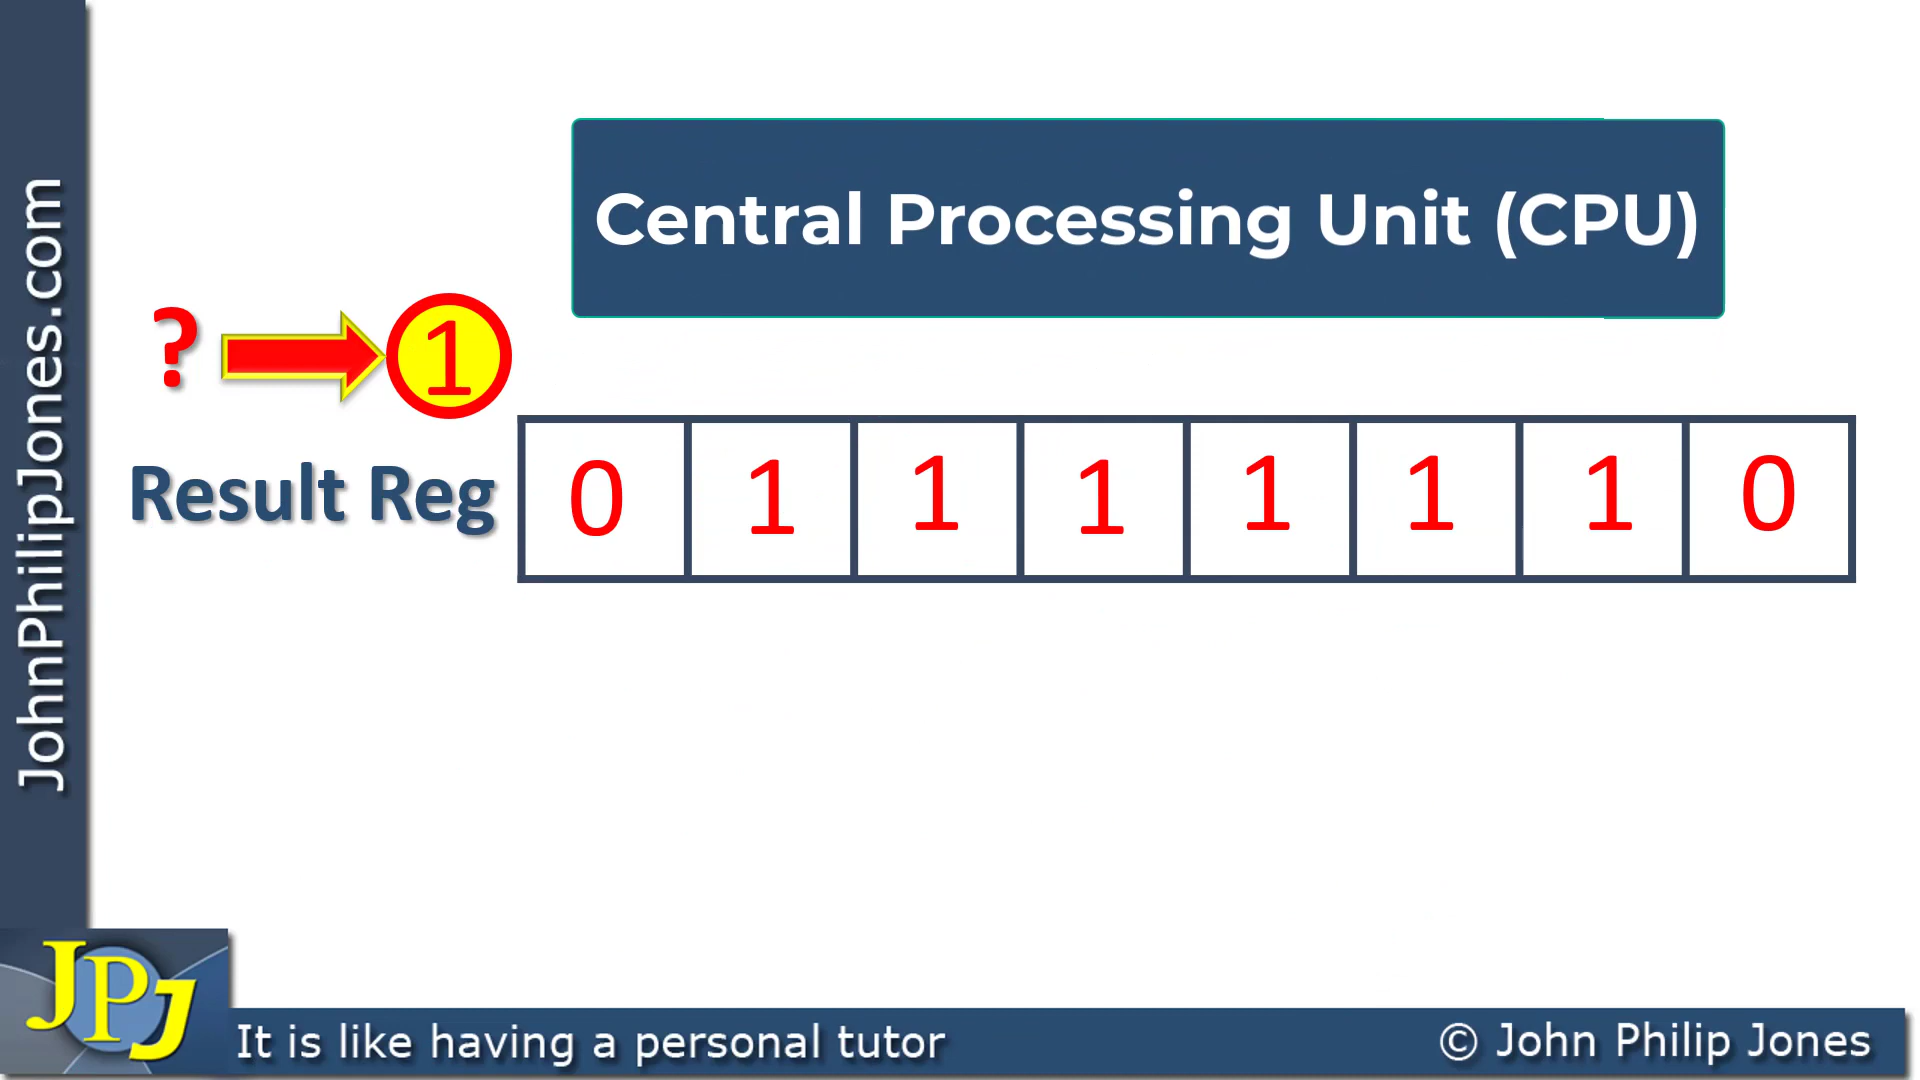 JohnPhilipJones.com
Central Processing Unit (CPU)
? 1
Result Reg 0 1 1 1 1 1 1 0
JPJ
It is like having a personal tutor
© John Philip Jones